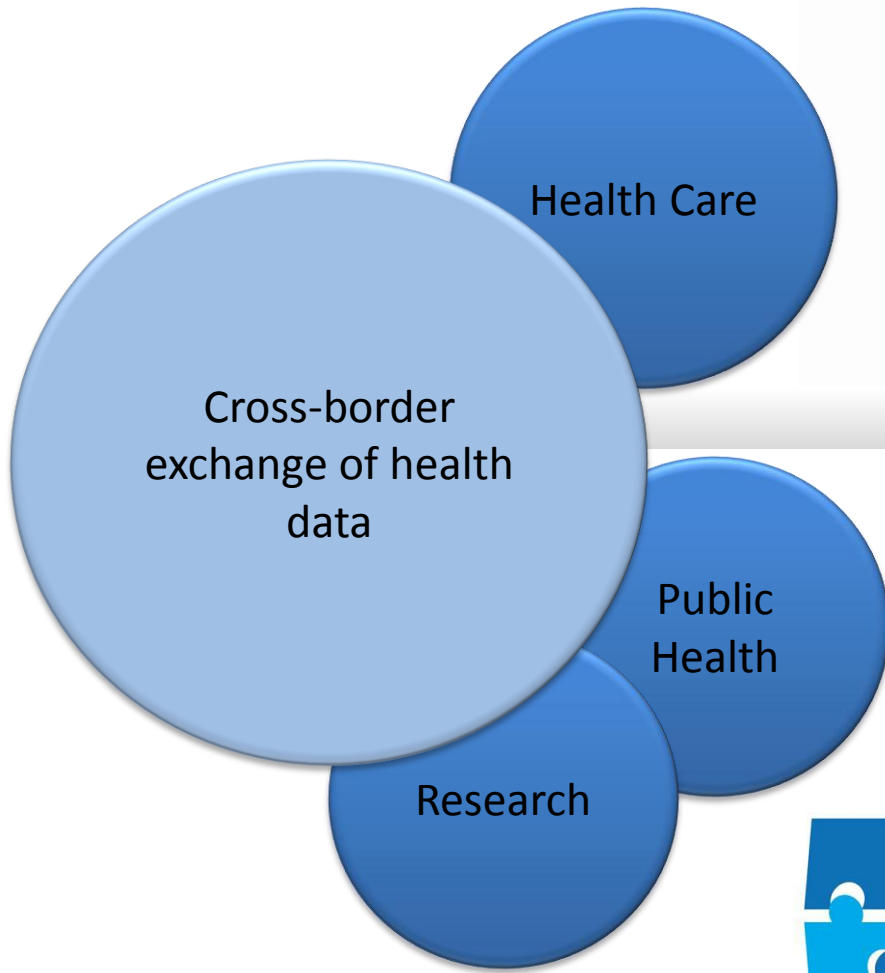 Health Care
Cross-border
exchange of health
data
Public
Health
Research